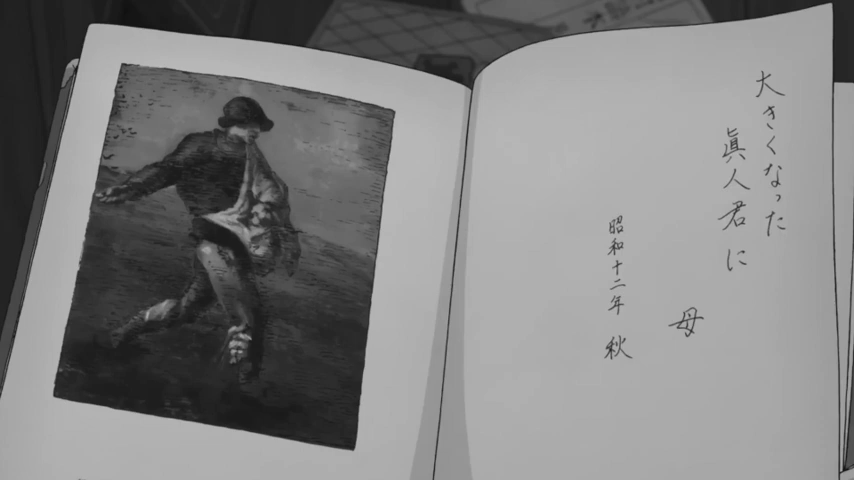 大きくなった
眞人君に
母
昭和十二年 秋